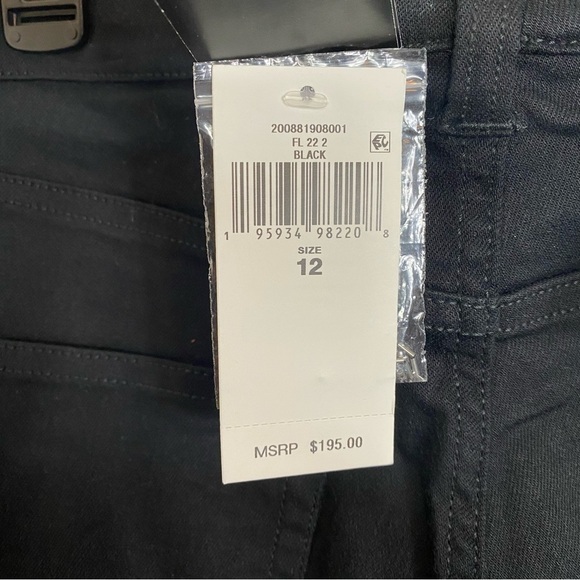 200881908001
FL 22 2
BLACK
1 95934 98220 8
SIZE
12
MSRP $195.00